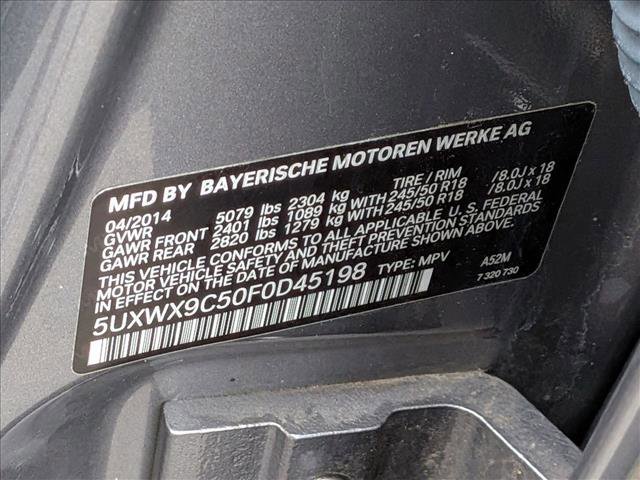 MFD BY BAYERISCHE MOTOREN WERKE AG
04/2014 TIRE / RIM
GVWR 5079 lbs 2304 kg
GAWR FRONT 2401 lbs 1089 kg WITH 245/50 R18 /8.0J x 18
GAWR REAR 2820 lbs 1279 kg WITH 245/50 R18 /8.0J x 18
THIS VEHICLE CONFORMS TO ALL APPLICABLE U. S. FEDERAL
MOTOR VEHICLE SAFETY AND THEFT PREVENTION STANDARDS
IN EFFECT ON THE DATE OF MANUFACTURE SHOWN ABOVE.
5UXWX9C50F0D45198 TYPE: MPV A52M
7 320 730